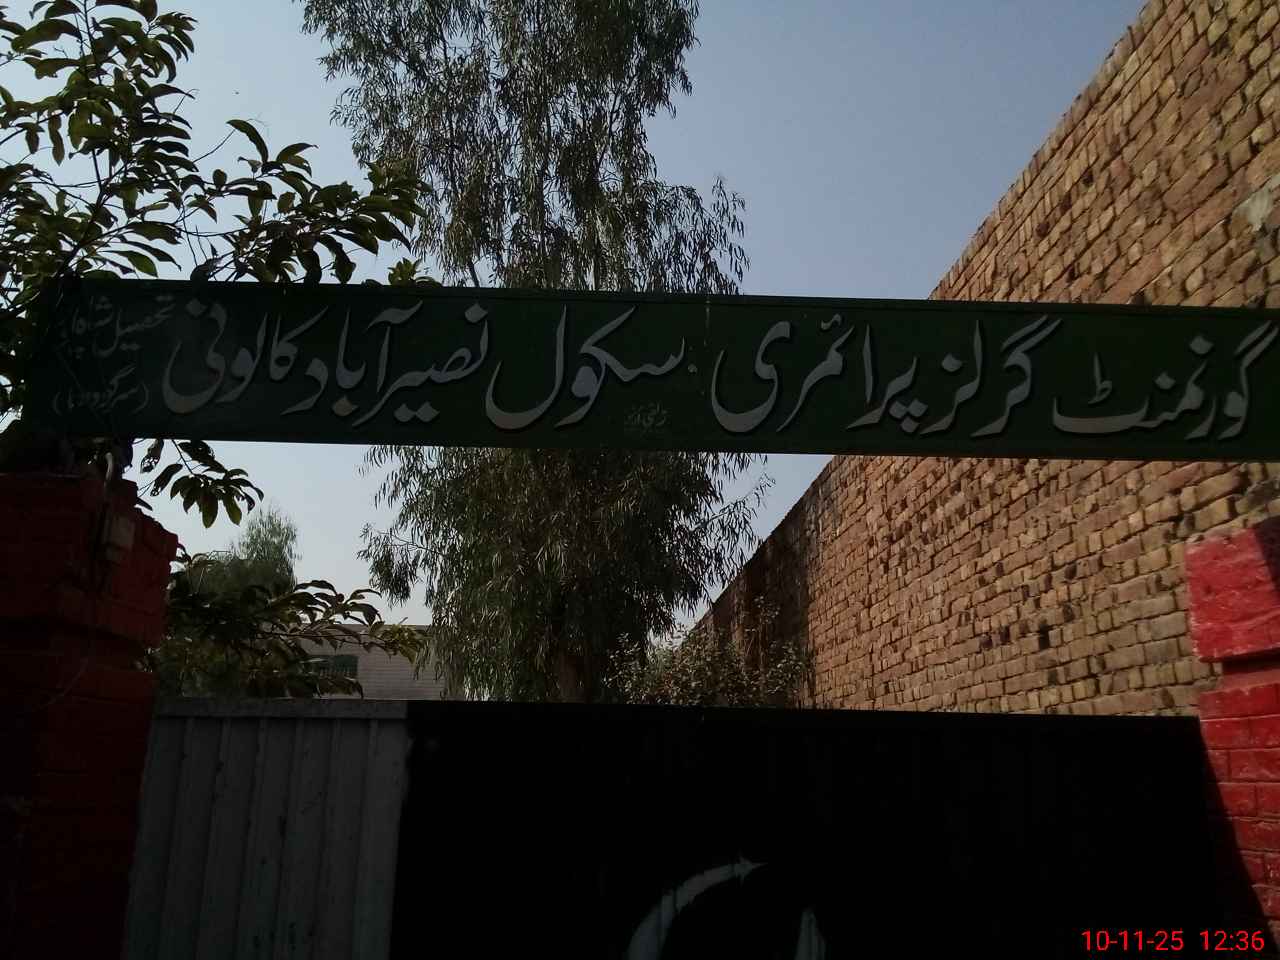 گورنمنٹ گرلز پرائمری سکول نصیر آباد کالونی
تحصیل شاہ پور
(سرگودھا)
10-11-25 12:36